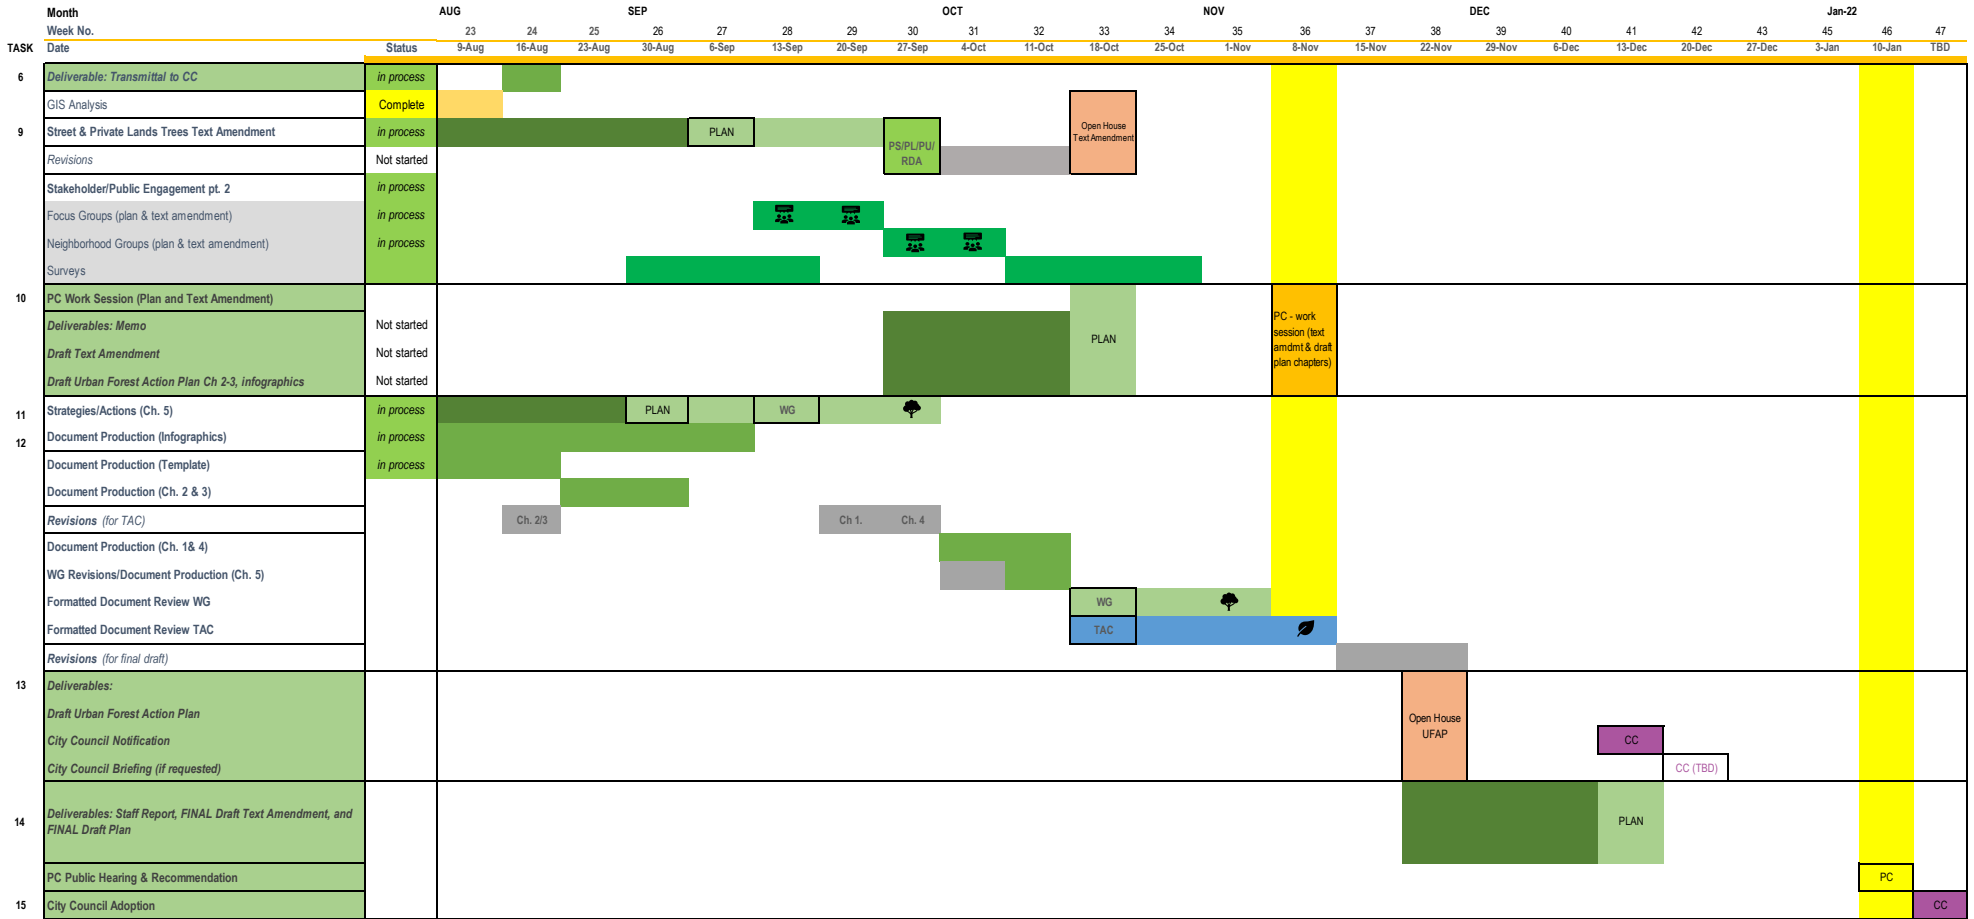 Month AUG SEP OCT NOV DEC Jan-22
Week No. 23 24 25 26 27 28 29 30 31 32 33 34 35 36 37 38 39 40 41 42 43 45 46 47
TASK Date Status 9-Aug 16-Aug 23-Aug 30-Aug 6-Sep 13-Sep 20-Sep 27-Sep 4-Oct 11-Oct 18-Oct 25-Oct 1-Nov 8-Nov 15-Nov 22-Nov 29-Nov 6-Dec 13-Dec 20-Dec 27-Dec 3-Jan 10-Jan TBD
6 Deliverable: Transmittal to CC in process
GIS Analysis Complete
Open House
Text Amendment
9 Street & Private Lands Trees Text Amendment in process PLAN
PS/PL/PU/
RDA
Revisions Not started
Stakeholder/Public Engagement pt. 2 in process
Focus Groups (plan & text amendment) in process
Neighborhood Groups (plan & text amendment) in process
Surveys
10 PC Work Session (Plan and Text Amendment)
Deliverables: Memo Not started
Draft Text Amendment Not started
Draft Urban Forest Action Plan Ch 2-3, infographics Not started
PLAN
PC - work
session (text
amdmt & draft
plan chapters)
11 Strategies/Actions (Ch. 5) in process PLAN WG
12 Document Production (Infographics) in process
Document Production (Template) in process
Document Production (Ch. 2 & 3)
Revisions (for TAC) Ch. 2/3 Ch 1. Ch. 4
Document Production (Ch. 1& 4)
WG Revisions/Document Production (Ch. 5)
Formatted Document Review WG WG
Formatted Document Review TAC TAC
Revisions (for final draft)
13 Deliverables:
Draft Urban Forest Action Plan
Open House
UFAP
City Council Notification CC
City Council Briefing (if requested) CC (TBD)
14 Deliverables: Staff Report, FINAL Draft Text Amendment, and
FINAL Draft Plan
PLAN
PC Public Hearing & Recommendation PC
15 City Council Adoption CC